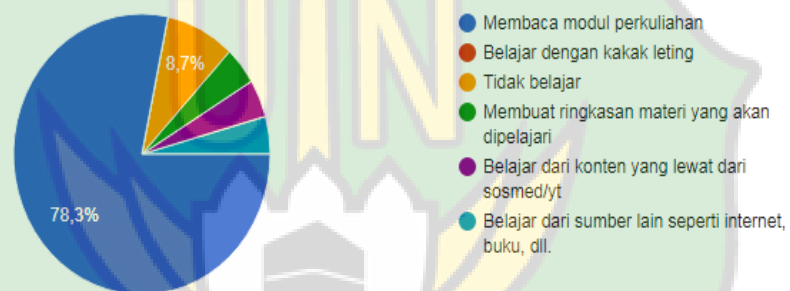 8,7%
78,3%
Membaca modul perkuliahan
Belajar dengan kakak leting
Tidak belajar
Membuat ringkasan materi yang akan
dipelajari
Belajar dari konten yang lewat dari
sosmed/yt
Belajar dari sumber lain seperti internet,
buku, dll.
UIN